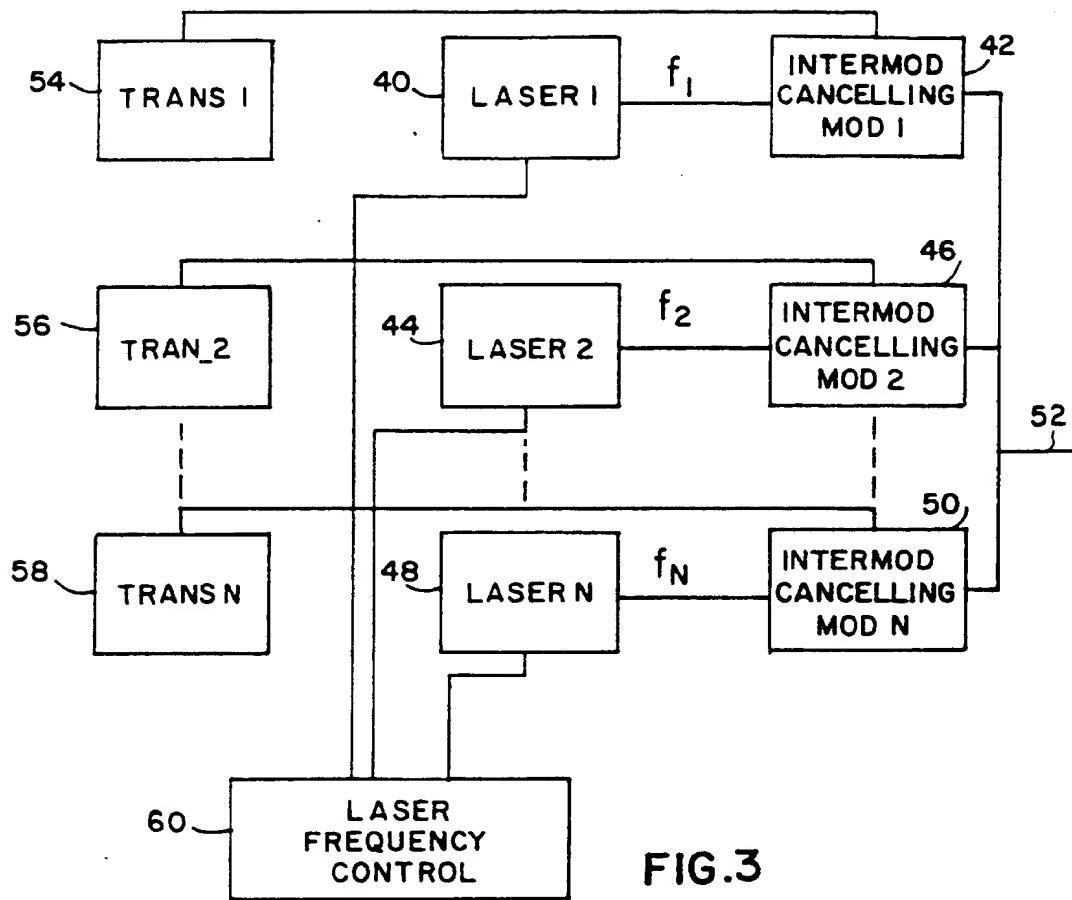 54
TRANS 1
40
LASER 1
f1
INTERMOD
CANCELLING
MOD 1
42
56
TRAN_2
44
LASER 2
f2
INTERMOD
CANCELLING
MOD 2
46
52
58
TRANS N
48
LASER N
fN
INTERMOD
CANCELLING
MOD N
50
60
LASER
FREQUENCY
CONTROL
FIG.3